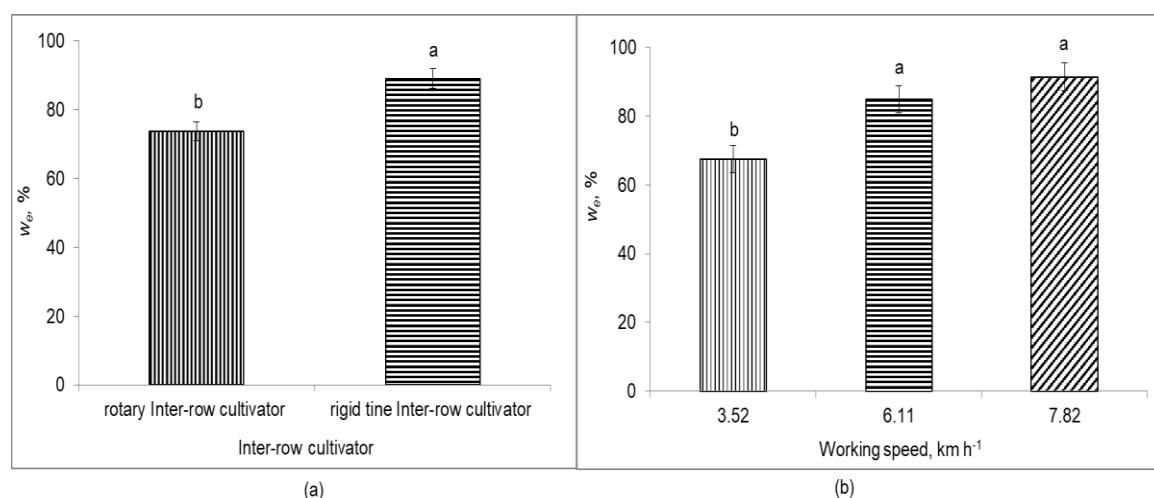 100
80
60
40
20
0
wₑ, %
b
a
rotary Inter-row cultivator
rigid tine Inter-row cultivator
Inter-row cultivator
(a)
100
80
60
40
20
0
wₑ, %
b
a
a
3.52
6.11
7.82
Working speed, km h⁻¹
(b)